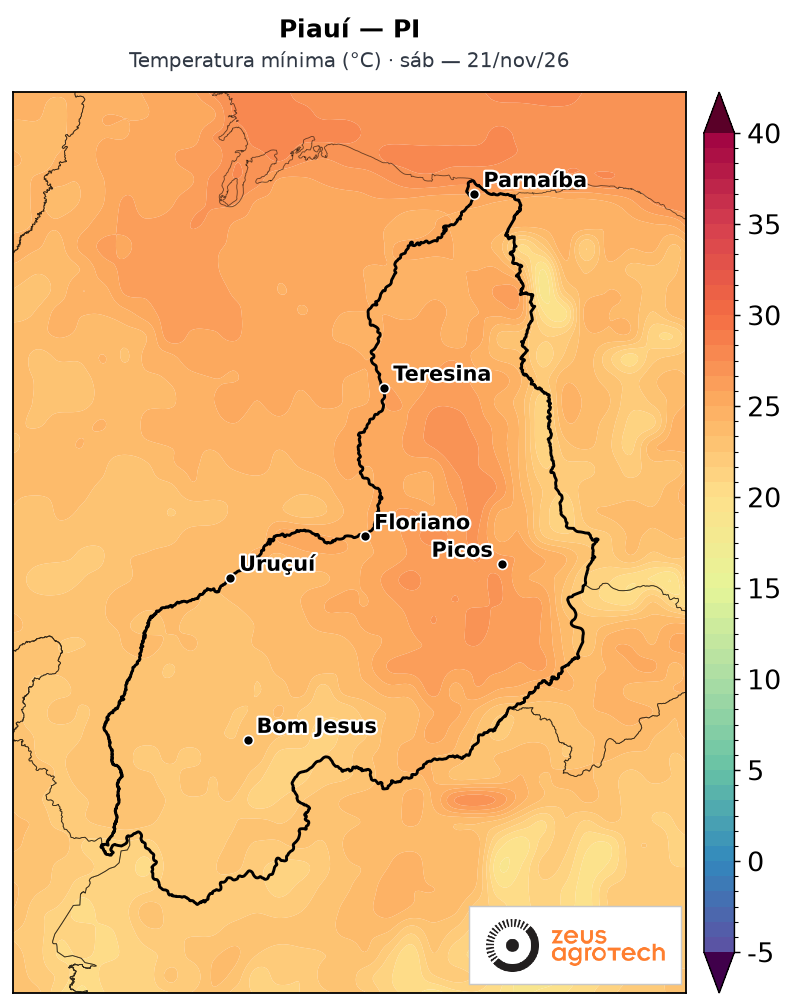 Piauí — PI
Temperatura mínima (°C) · sáb — 21/nov/26
Parnaíba
Teresina
Floriano
Picos
Uruçuí
Bom Jesus
40
35
30
25
20
15
10
5
0
-5
zeus
agrotech